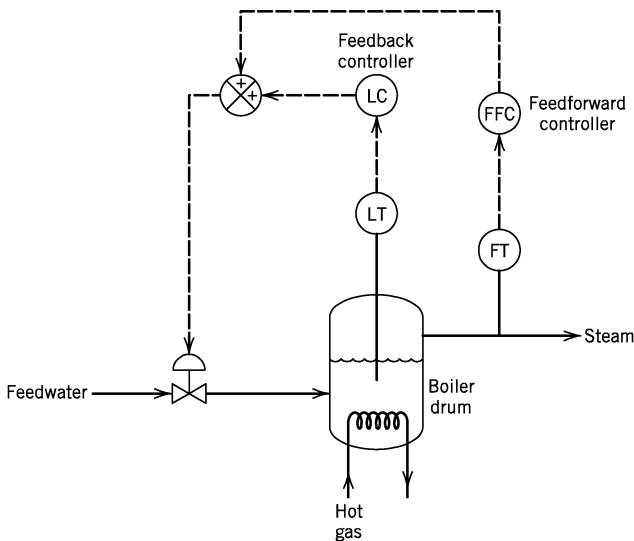 Feedback
controller
+
+
LC
FFC
Feedforward
controller
LT
FT
Steam
Feedwater
Boiler
drum
Hot
gas